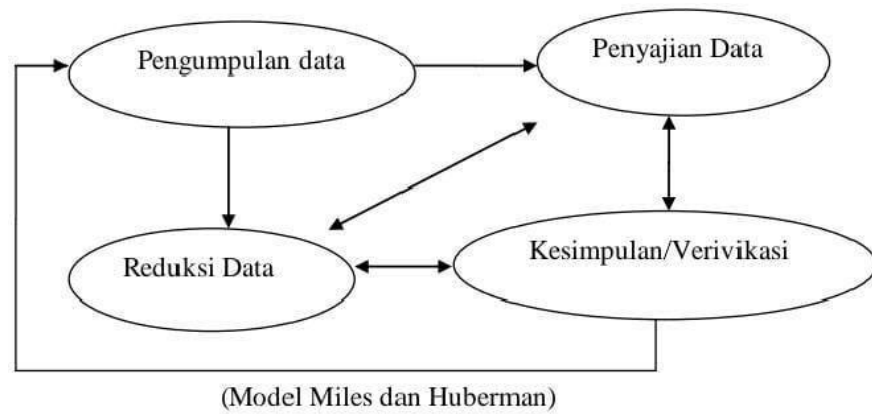 Pengumpulan data
Penyajian Data
Reduksi Data
Kesimpulan/Verivikasi
(Model Miles dan Huberman)